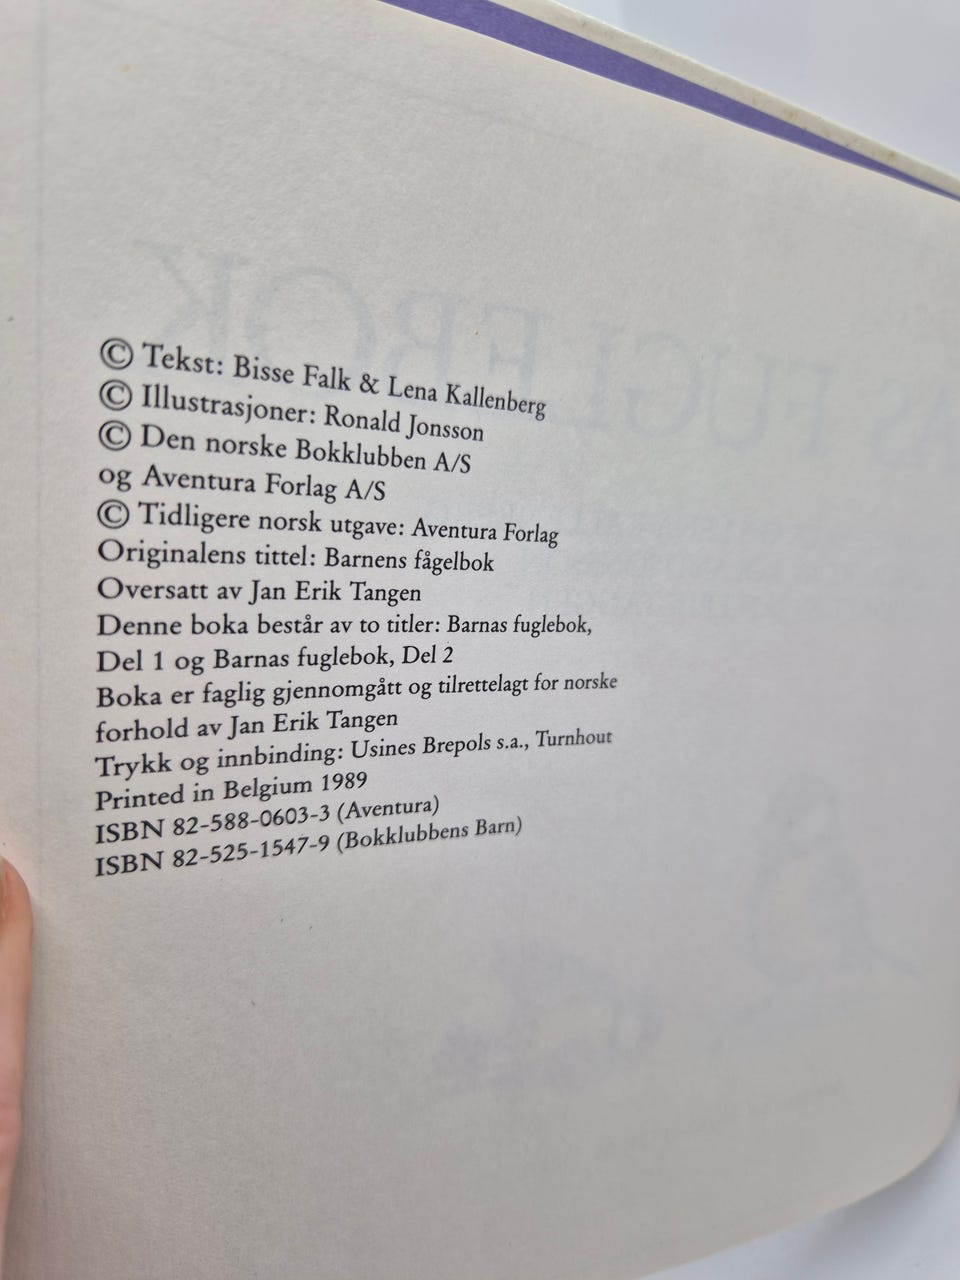 © Tekst: Bisse Falk & Lena Kallenberg
© Illustrasjoner: Ronald Jonsson
© Den norske Bokklubben A/S
og Aventura Forlag A/S
© Tidligere norsk utgave: Aventura Forlag
Originalens tittel: Barnens fågelbok
Oversatt av Jan Erik Tangen
Denne boka består av to titler: Barnas fuglebok,
Del 1 og Barnas fuglebok, Del 2
Boka er faglig gjennomgått og tilrettelagt for norske
forhold av Jan Erik Tangen
Trykk og innbinding: Usines Brepols s.a., Turnhout
Printed in Belgium 1989
ISBN 82-588-0603-3 (Aventura)
ISBN 82-525-1547-9 (Bokklubbens Barn)